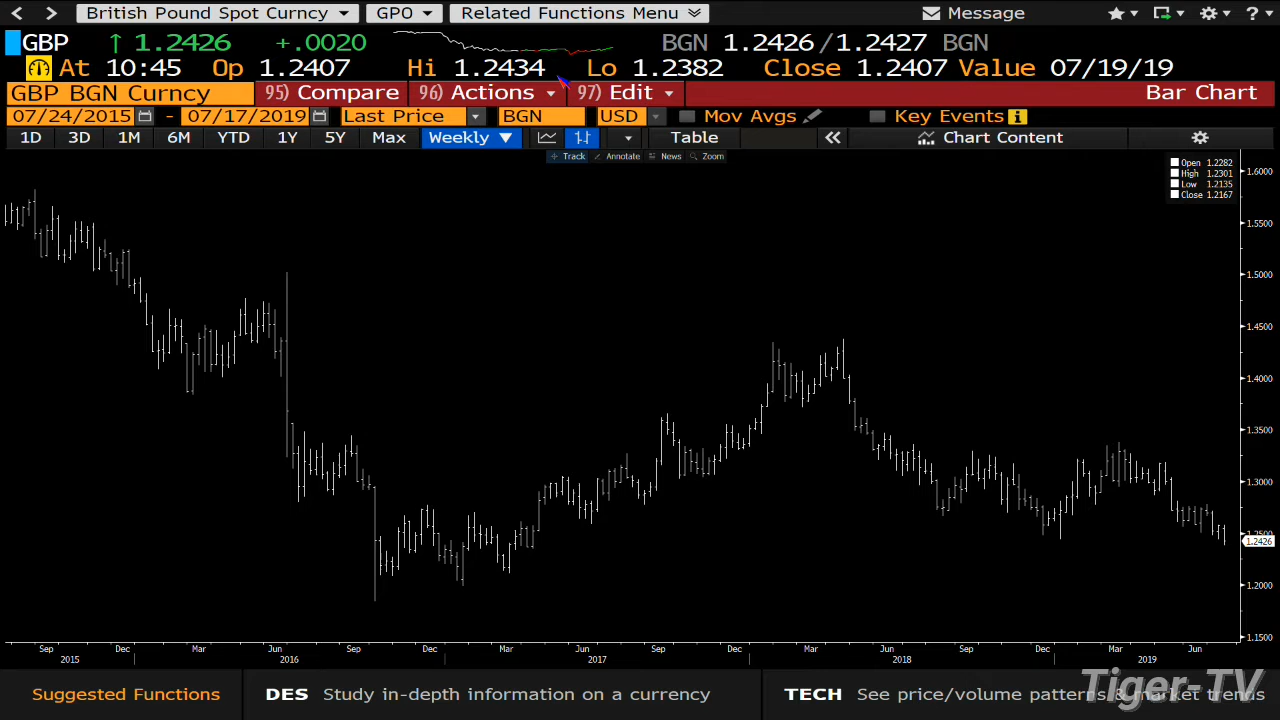 British Pound Spot Curncy GPO Related Functions Menu Message
GBP ↑ 1.2426 +.0020 BGN 1.2426/1.2427 BGN
At 10:45 Op 1.2407 Hi 1.2434 Lo 1.2382 Close 1.2407 Value 07/19/19
GBP BGN Curncy 95) Compare 96) Actions 97) Edit Bar Chart
07/24/2015 - 07/17/2019 Last Price BGN USD Mov Avgs Key Events
1D 3D 1M 6M YTD 1Y 5Y Max Weekly ▼ Table « Chart Content
Track Annotate News Zoom
Open 1.2282
High 1.2301
Low 1.2135
Close 1.2167
1.6000
1.5500
1.5000
1.4500
1.4000
1.3500
1.3000
1.2500
1.2426
1.2000
1.1500
Sep Dec Mar Jun Sep Dec Mar Jun Sep Dec Mar Jun Sep Dec Mar Jun
2015 2016 2017 2018 2019
Suggested Functions DES Study in-depth information on a currency TECH See price/volume patterns & market trends
Tiger-TV